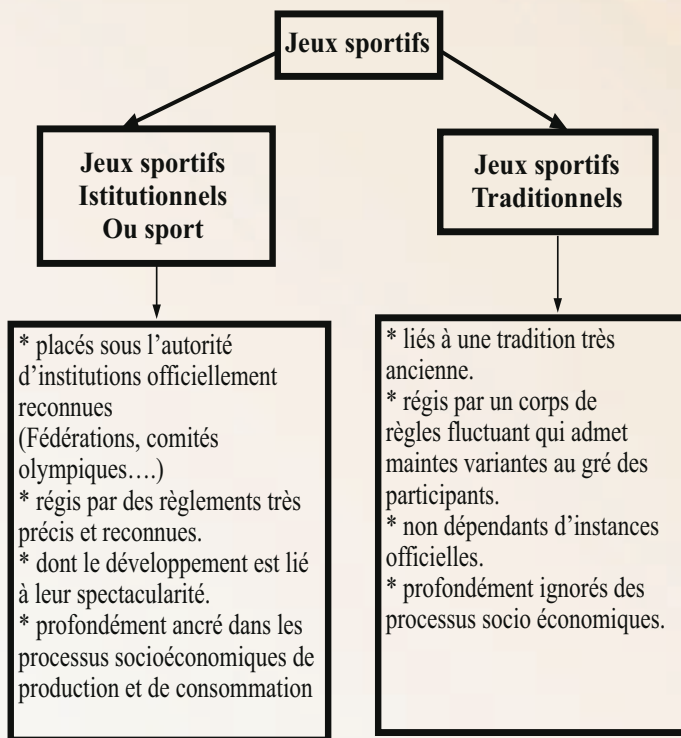 Jeux sportifs
Jeux sportifs
Istitutionnels
Ou sport
Jeux sportifs
Traditionnels
* placés sous l’autorité
d’institutions officiellement
reconnues
(Fédérations, comités
olympiques….)
* régis par des règlements très
précis et reconnues.
* dont le développement est lié
à leur spectacularité.
* profondément ancré dans les
processus socioéconomiques de
production et de consommation
* liés à une tradition très
ancienne.
* régis par un corps de
règles fluctuant qui admet
maintes variantes au gré des
participants.
* non dépendants d’instances
officielles.
* profondément ignorés des
processus socio économiques.